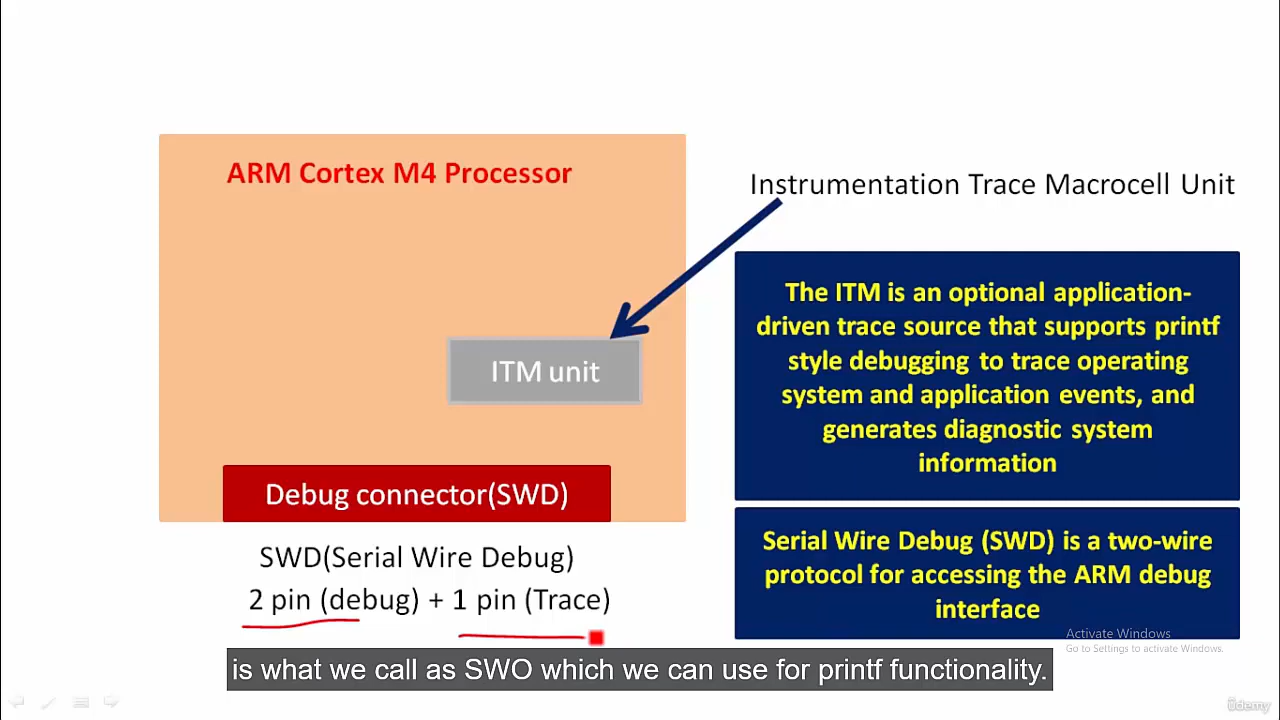 ARM Cortex M4 Processor
Instrumentation Trace Macrocell Unit
ITM unit
Debug connector(SWD)
SWD(Serial Wire Debug)
2 pin (debug) + 1 pin (Trace)
The ITM is an optional application-
driven trace source that supports printf
style debugging to trace operating
system and application events, and
generates diagnostic system
information
Serial Wire Debug (SWD) is a two-wire
protocol for accessing the ARM debug
interface
Activate Windows
Go to Settings to activate Windows.
is what we call as SWO which we can use for printf functionality.
ûdemy